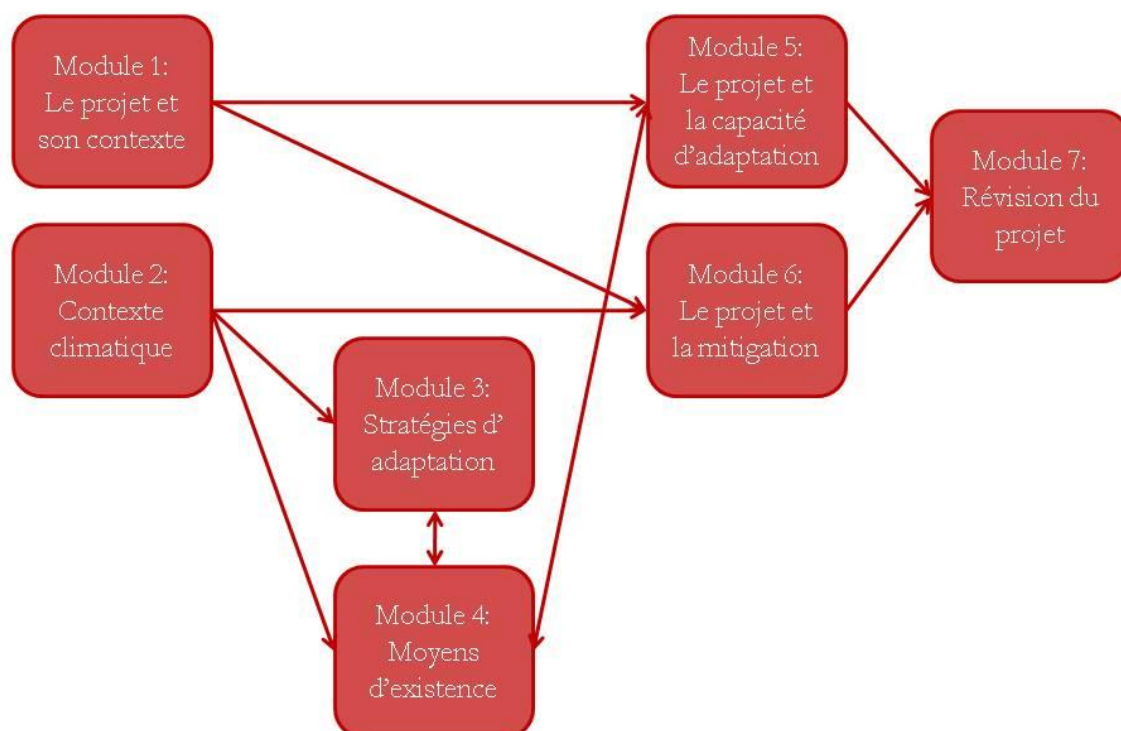 Module 1:
Le projet et
son contexte
Module 2:
Contexte
climatique
Module 3:
Stratégies d’
adaptation
Module 4:
Moyens
d’existence
Module 5:
Le projet et
la capacité
d’adaptation
Module 6:
Le projet et
la mitigation
Module 7:
Révision du
projet